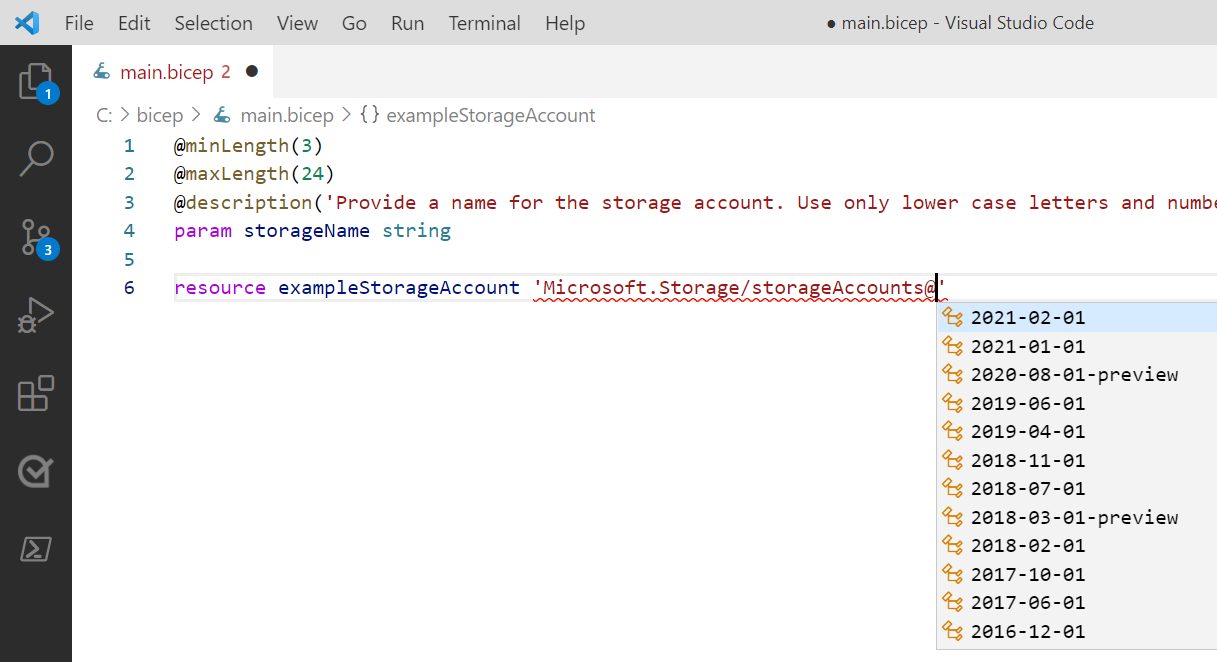 File Edit Selection View Go Run Terminal Help ● main.bicep - Visual Studio Code
main.bicep 2 ●
C: > bicep > main.bicep > {} exampleStorageAccount
1 @minLength(3)
2 @maxLength(24)
3 @description('Provide a name for the storage account. Use only lower case letters and numbe
4 param storageName string
5
6 resource exampleStorageAccount 'Microsoft.Storage/storageAccounts@'
2021-02-01
2021-01-01
2020-08-01-preview
2019-06-01
2019-04-01
2018-11-01
2018-07-01
2018-03-01-preview
2018-02-01
2017-10-01
2017-06-01
2016-12-01
1
3